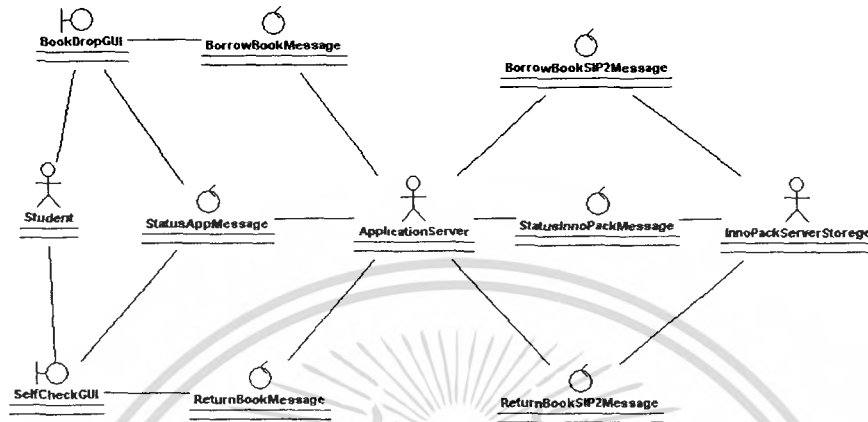 BookDropGUI
BorrowBookMessage
BorrowBookSIP2Message
Student
StatusAppMessage
ApplicationServer
StatusInnoPackMessage
InnoPackServerStorege
SelfCheckGUI
ReturnBookMessage
ReturnBookSIP2Message